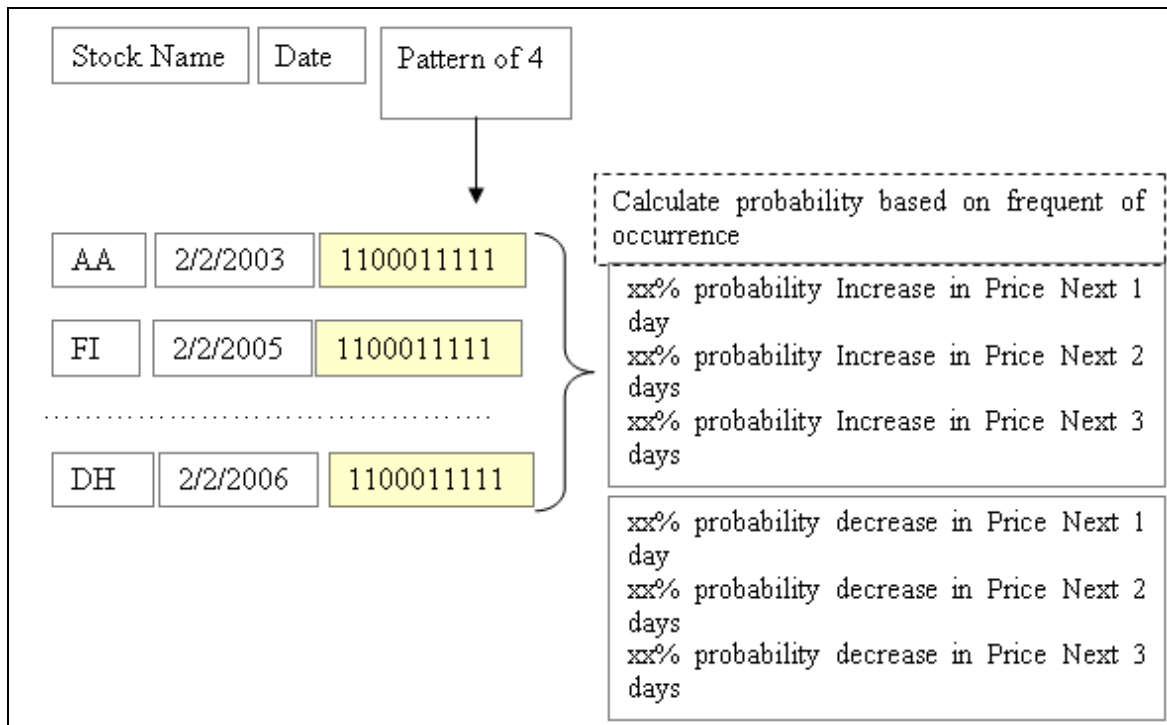 Stock Name Date Pattern of 4
AA 2/2/2003 1100011111
FI 2/2/2005 1100011111
DH 2/2/2006 1100011111
Calculate probability based on frequent of
occurrence
xx% probability Increase in Price Next 1
day
xx% probability Increase in Price Next 2
days
xx% probability Increase in Price Next 3
days
xx% probability decrease in Price Next 1
day
xx% probability decrease in Price Next 2
days
xx% probability decrease in Price Next 3
days